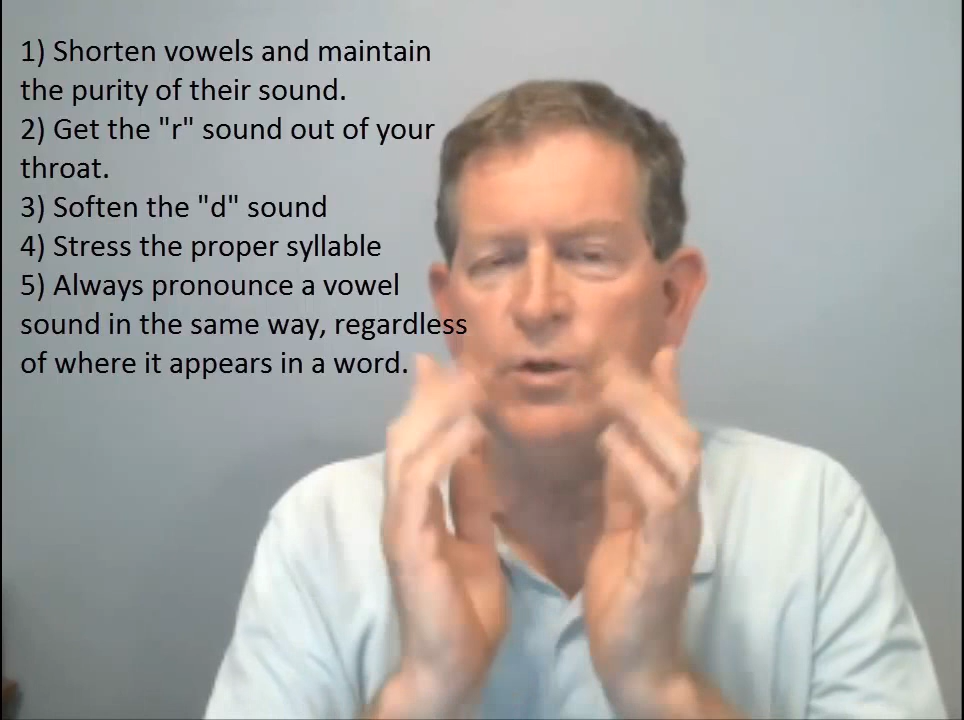 1) Shorten vowels and maintain
the purity of their sound.
2) Get the "r" sound out of your
throat.
3) Soften the "d" sound
4) Stress the proper syllable
5) Always pronounce a vowel
sound in the same way, regardless
of where it appears in a word.